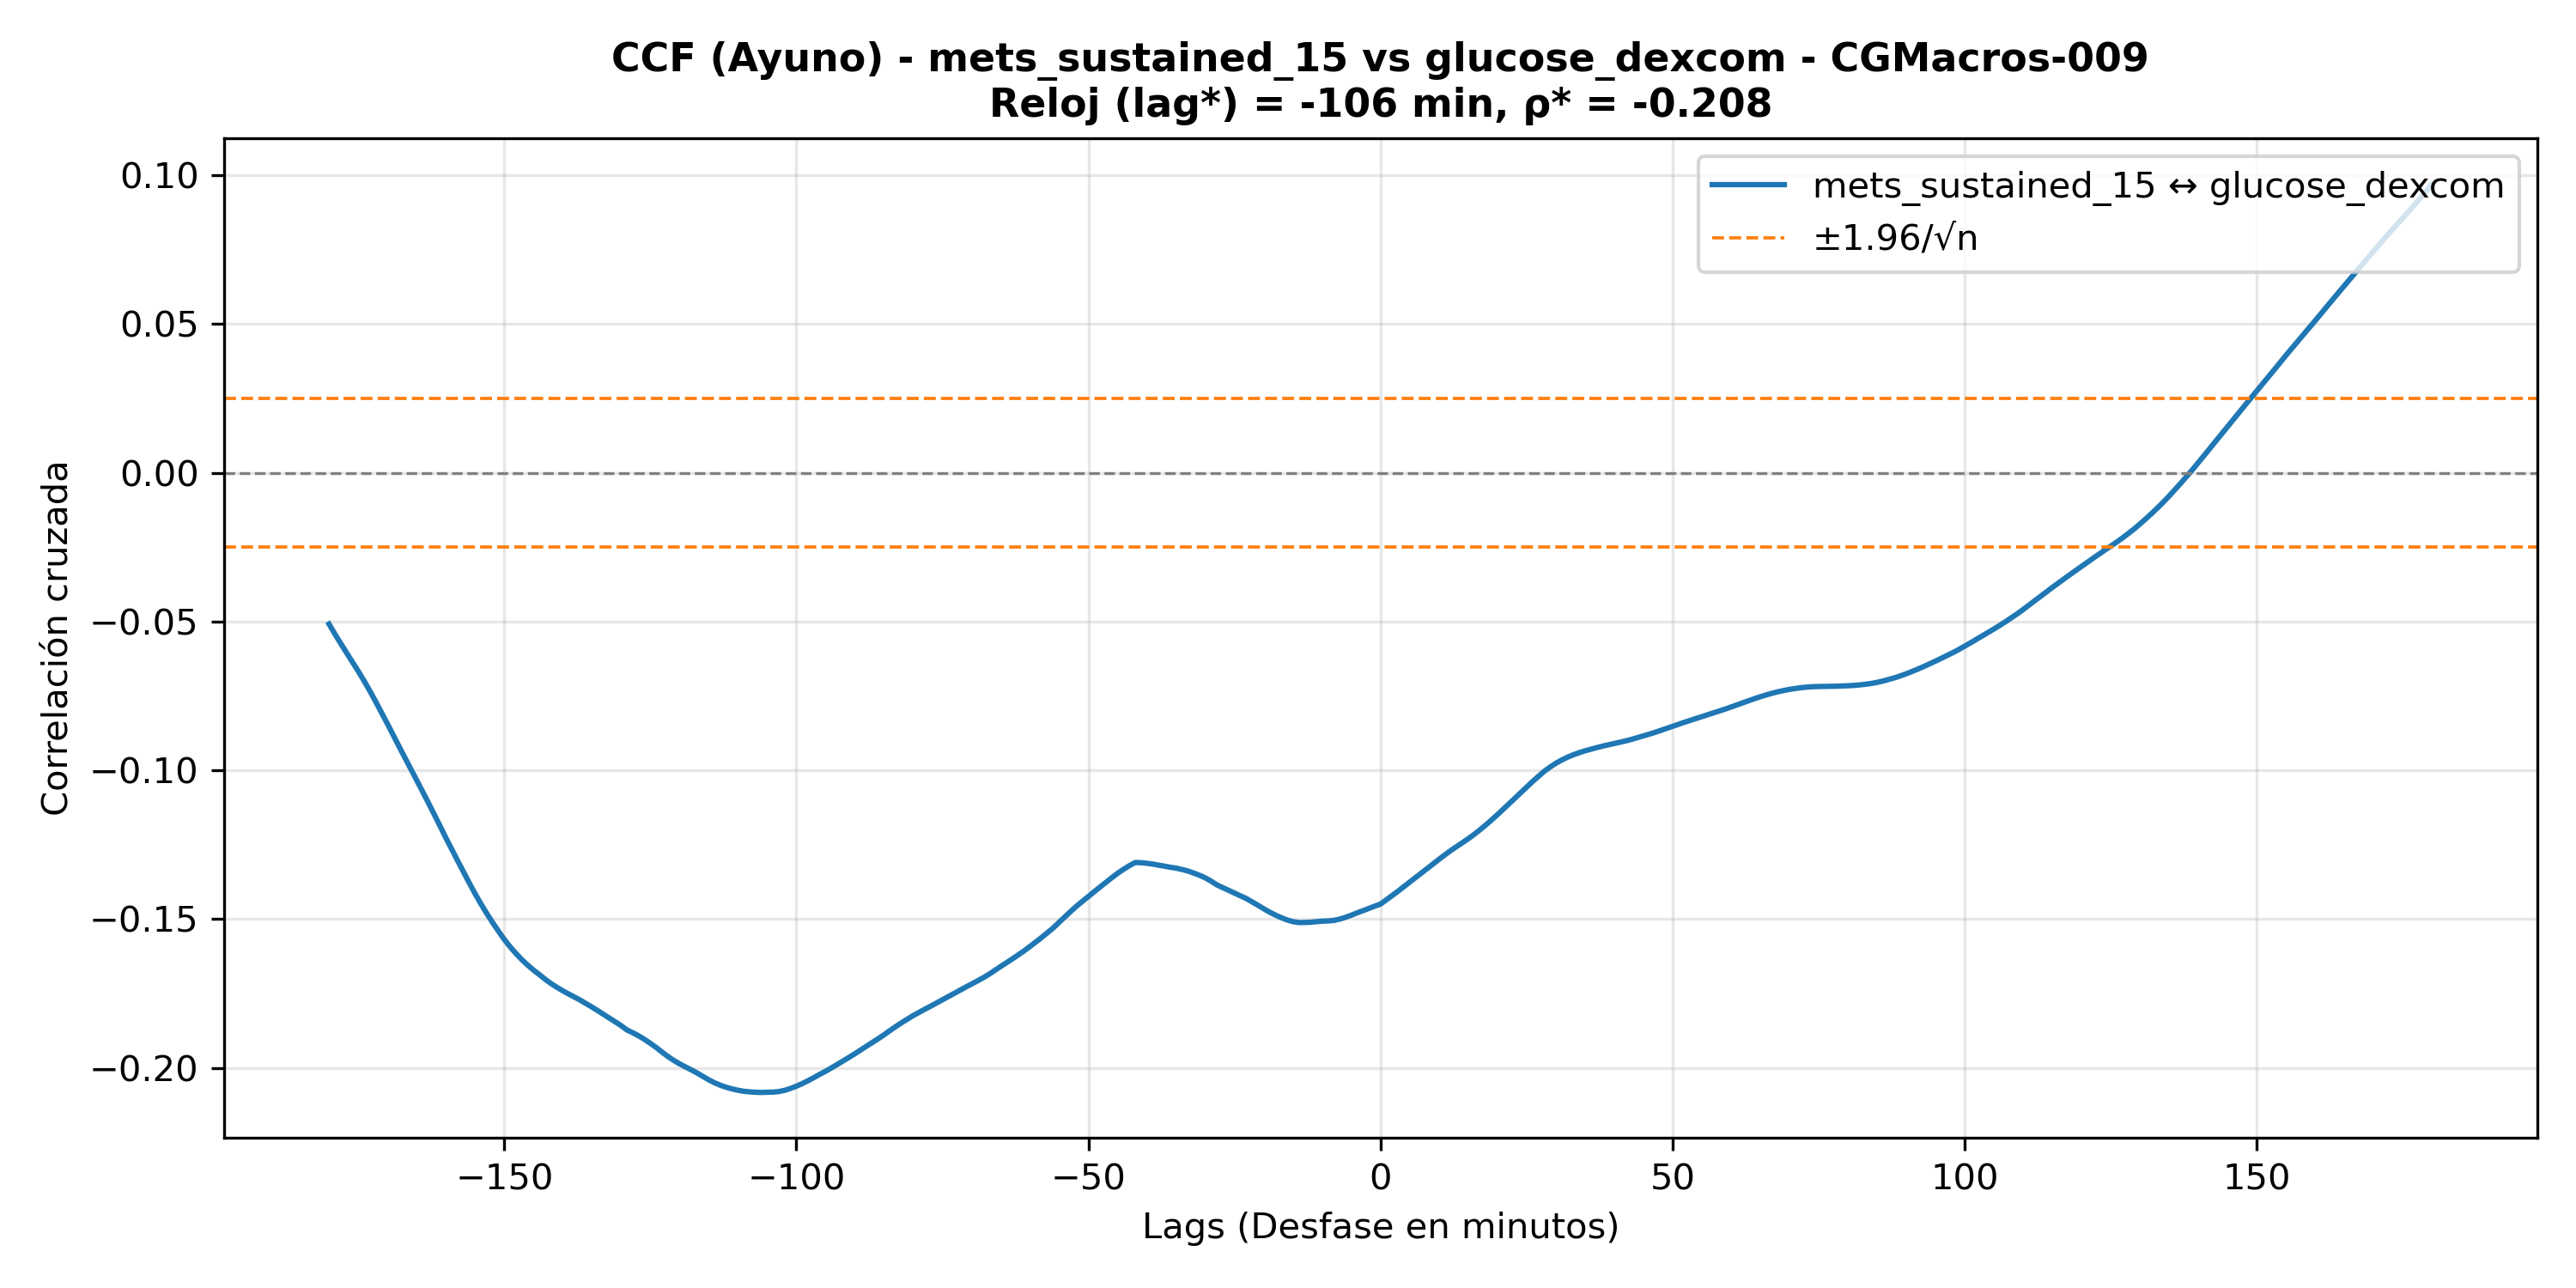 CCF (Ayuno) - mets_sustained_15 vs glucose_dexcom - CGMacros-009
Reloj (lag*) = -106 min, ρ* = -0.208
mets_sustained_15 ↔ glucose_dexcom
±1.96/√n
Correlación cruzada
0.10
0.05
0.00
−0.05
−0.10
−0.15
−0.20
−150
−100
−50
0
50
100
150
Lags (Desfase en minutos)